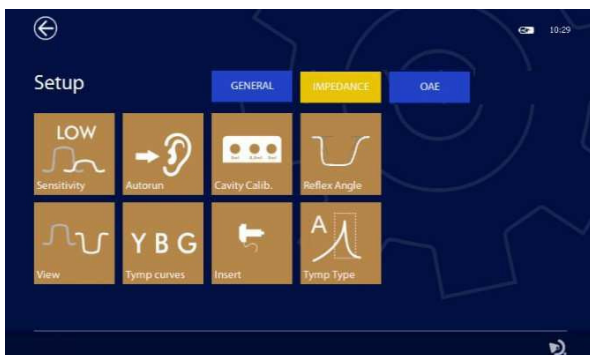 10:29
Setup
GENERAL
IMPEDANCE
OAE
LOW
Sensitivity
Autorun
Cavity Calib.
Reflex Angle
View
Y B G
Tymp curves
Insert
A
Tymp Type